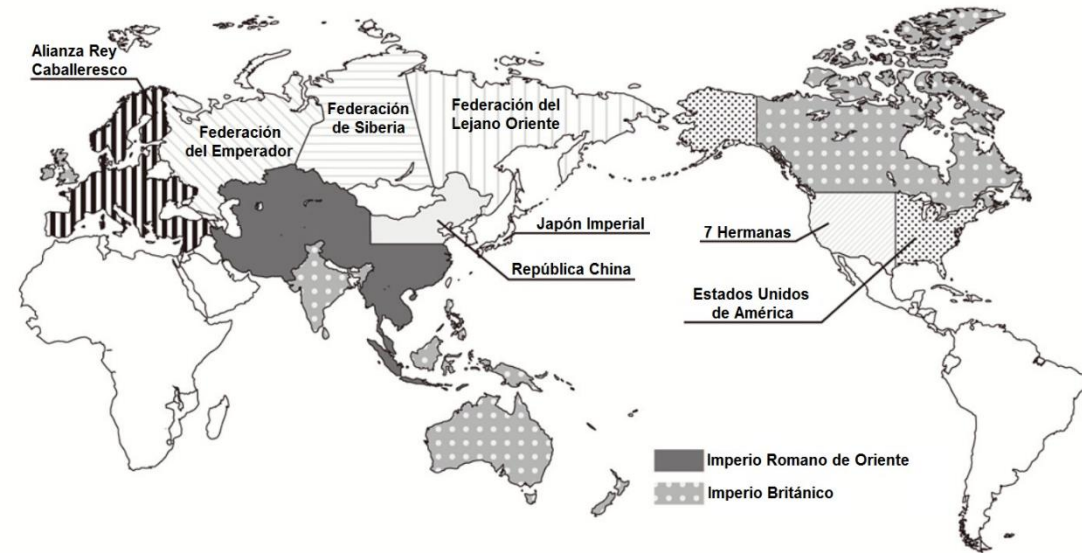 Alianza Rey
Caballeresco
Federación
del Emperador
Federación
de Siberia
Federación del
Lejano Oriente
Japón Imperial
República China
7 Hermanas
Estados Unidos
de América
Imperio Romano de Oriente
Imperio Británico